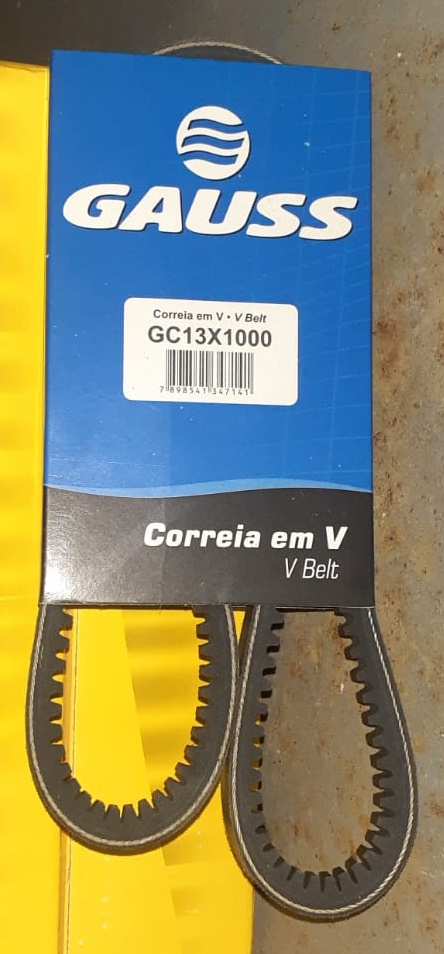 GAUSS
Correia em V • V Belt
GC13X1000
7 898541 347141
Correia em V
V Belt